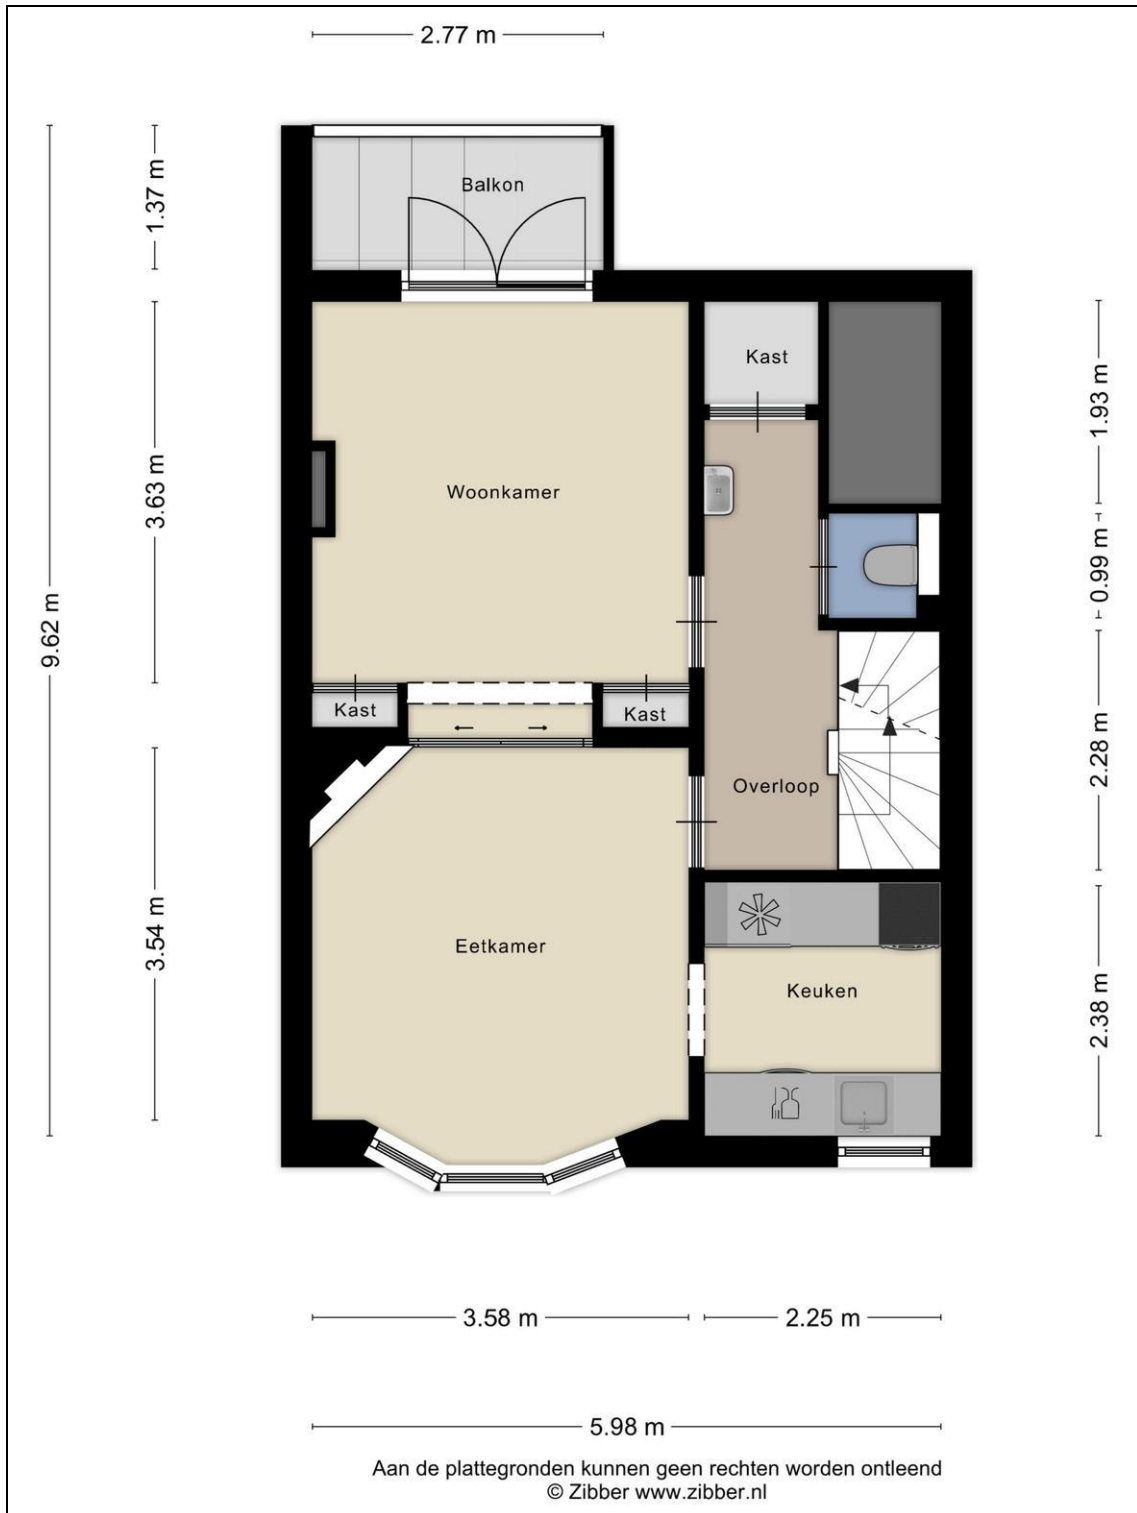 2.77 m
Balkon
1.37 m
Kast
1.93 m
Woonkamer
3.63 m
0.99 m
9.62 m
Kast
Kast
2.28 m
Overloop
Eetkamer
3.54 m
Keuken
2.38 m
3.58 m
2.25 m
5.98 m
Aan de plattegronden kunnen geen rechten worden ontleend
© Zibber www.zibber.nl